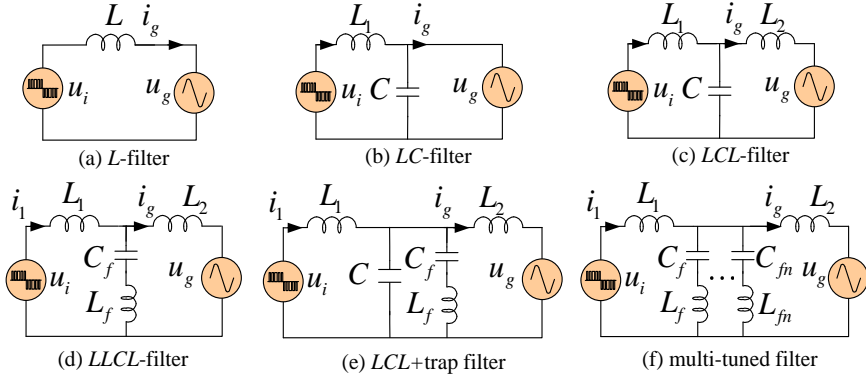 L i_g
u_i u_g
(a) L-filter
L_1 i_g
u_i C u_g
(b) LC-filter
L_1 i_g L_2
u_i C u_g
(c) LCL-filter
i_1 L_1 i_g L_2
u_i C_f L_f u_g
(d) LLCL-filter
i_1 L_1 i_g L_2
u_i C C_f L_f u_g
(e) LCL+trap filter
i_1 L_1 i_g L_2
u_i C_f ... C_fn L_f L_fn u_g
(f) multi-tuned filter